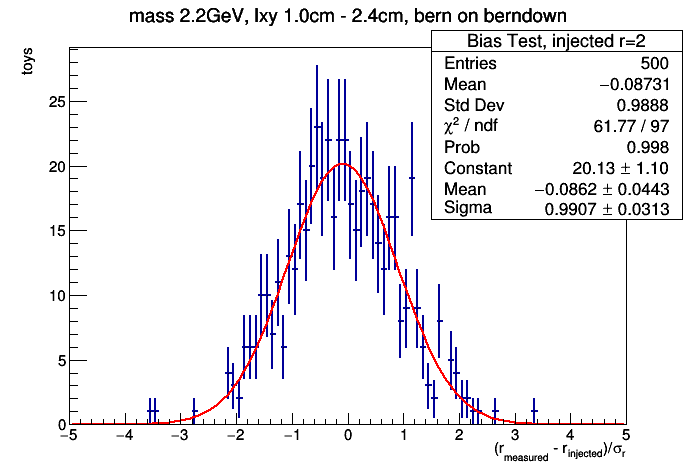 mass 2.2GeV, lxy 1.0cm - 2.4cm, bern on berndown
toys
Bias Test, injected r=2
Entries 500
Mean −0.08731
Std Dev 0.9888
χ² / ndf 61.77 / 97
Prob 0.998
Constant 20.13 ± 1.10
Mean −0.0862 ± 0.0443
Sigma 0.9907 ± 0.0313
25
20
15
10
5
0
−5 −4 −3 −2 −1 0 1 2 3 4 5
(r_measured - r_injected)/σ_r